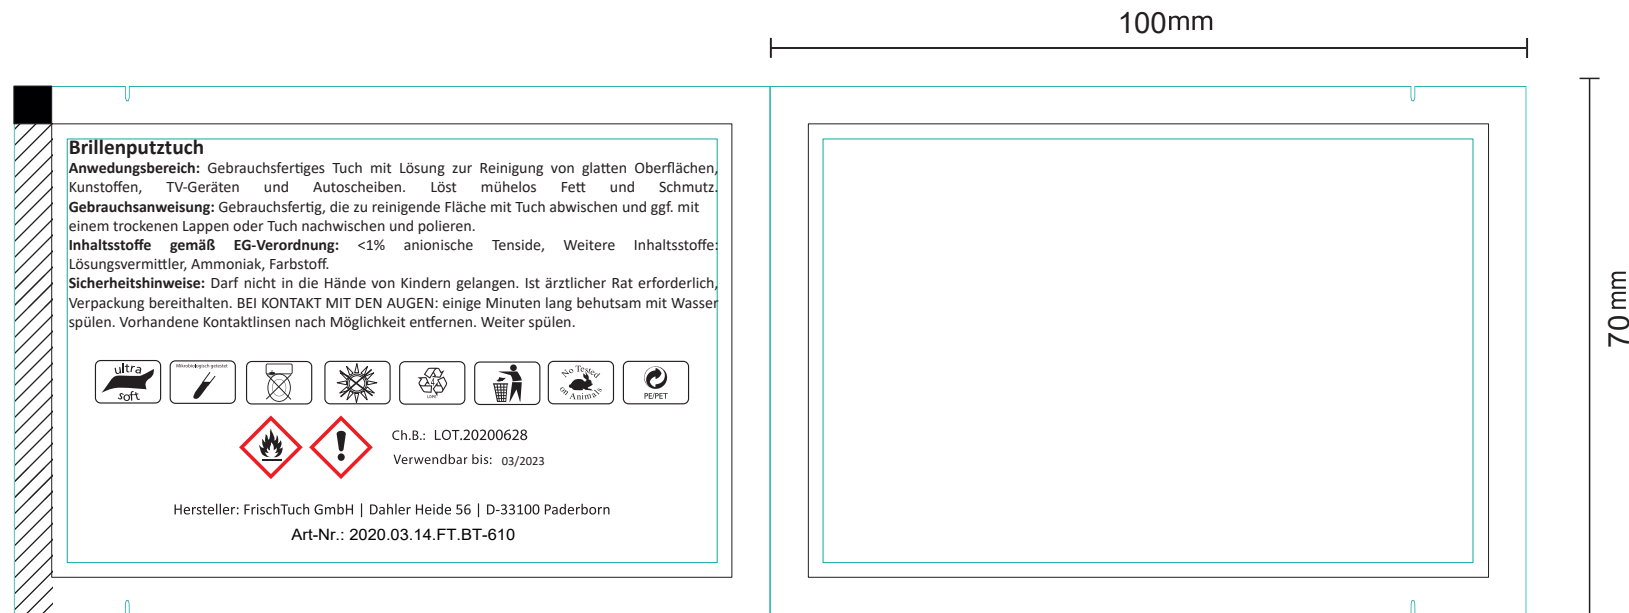 100mm
70mm
Brillenputztuch
Anwedungsbereich: Gebrauchsfertiges Tuch mit Lösung zur Reinigung von glatten Oberflächen,
Kunstoffen, TV-Geräten und Autoscheiben. Löst mühelos Fett und Schmutz.
Gebrauchsanweisung: Gebrauchsfertig, die zu reinigende Fläche mit Tuch abwischen und ggf. mit
einem trockenen Lappen oder Tuch nachwischen und polieren.
Inhaltsstoffe gemäß EG-Verordnung: <1% anionische Tenside, Weitere Inhaltsstoffe:
Lösungsvermittler, Ammoniak, Farbstoff.
Sicherheitshinweise: Darf nicht in die Hände von Kindern gelangen. Ist ärztlicher Rat erforderlich,
Verpackung bereithalten. BEI KONTAKT MIT DEN AUGEN: einige Minuten lang behutsam mit Wasser
spülen. Vorhandene Kontaktlinsen nach Möglichkeit entfernen. Weiter spülen.
ultra
soft
Mikrobiologisch getestet
4
LDPE
No Tested
on Animals
PE/PET
Ch.B.: LOT.20200628
Verwendbar bis: 03/2023
Hersteller: FrischTuch GmbH | Dahler Heide 56 | D-33100 Paderborn
Art-Nr.: 2020.03.14.FT.BT-610